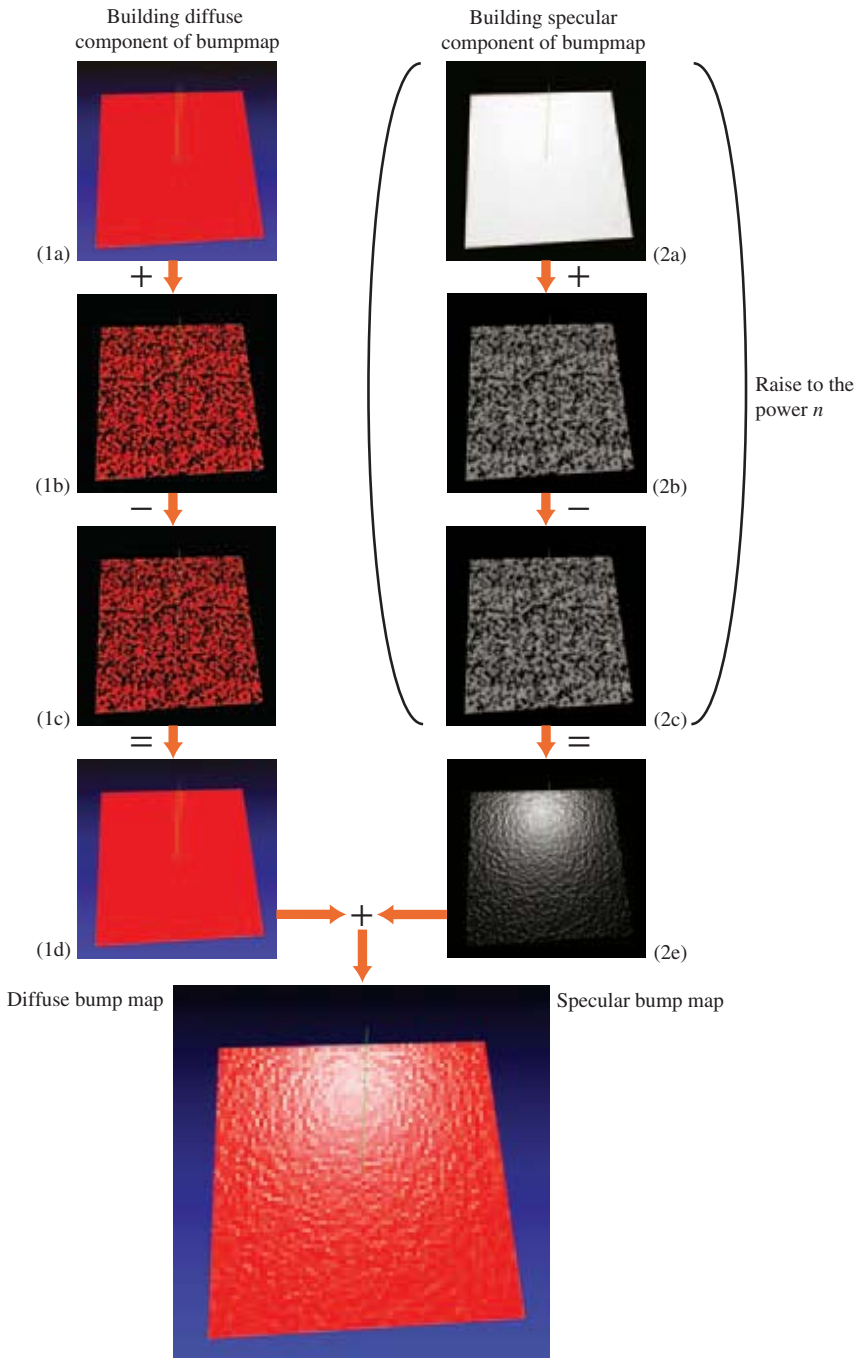 Building diffuse
component of bumpmap
Building specular
component of bumpmap
(1a)
(2a)
+
+
(1b)
(2b)
Raise to the
power n
−
−
(1c)
(2c)
=
=
(1d)
+
(2e)
Diffuse bump map
Specular bump map